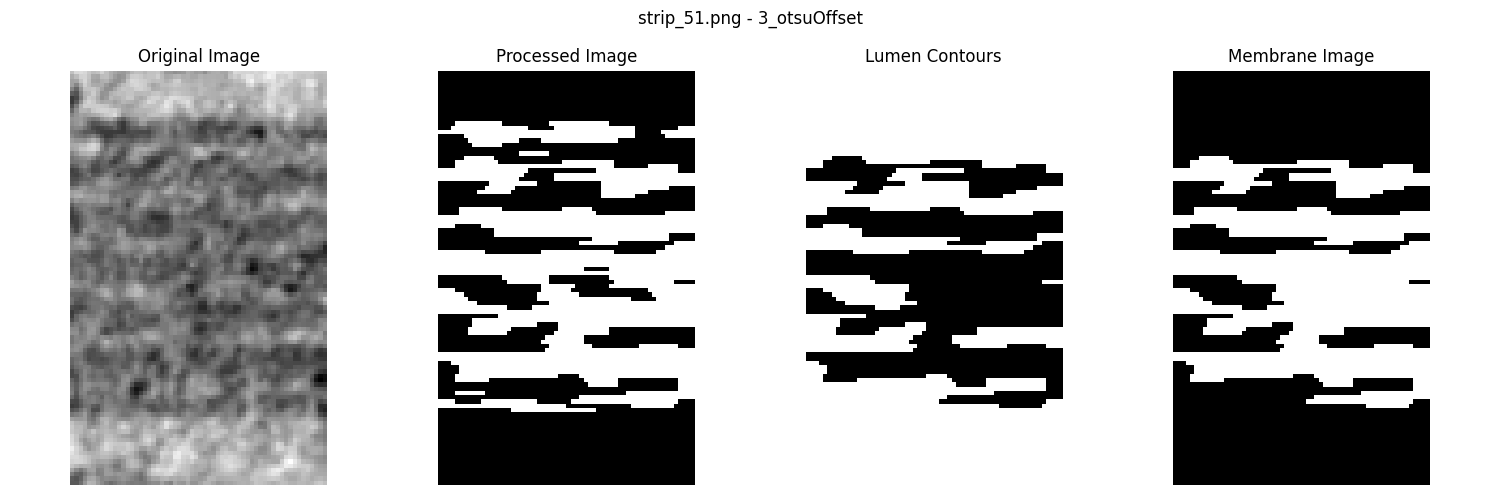 strip_51.png - 3_otsuOffset
Original Image
Processed Image
Lumen Contours
Membrane Image